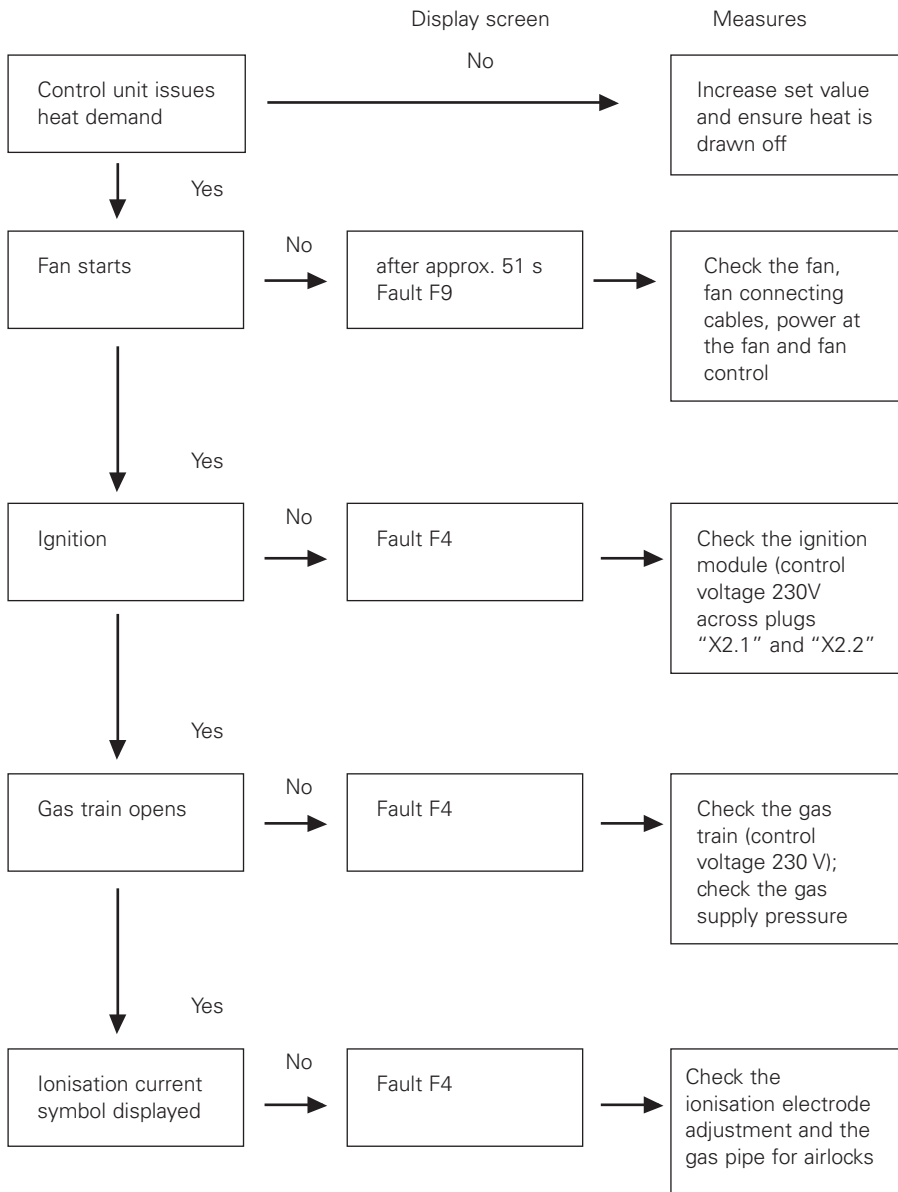 Display screen
Measures
Control unit issues
heat demand
No
Increase set value
and ensure heat is
drawn off
Yes
Fan starts
No
after approx. 51 s
Fault F9
Check the fan,
fan connecting
cables, power at
the fan and fan
control
Yes
Ignition
No
Fault F4
Check the ignition
module (control
voltage 230V
across plugs
“X2.1” and “X2.2”
Yes
Gas train opens
No
Fault F4
Check the gas
train (control
voltage 230 V);
check the gas
supply pressure
Yes
Ionisation current
symbol displayed
No
Fault F4
Check the
ionisation electrode
adjustment and the
gas pipe for airlocks